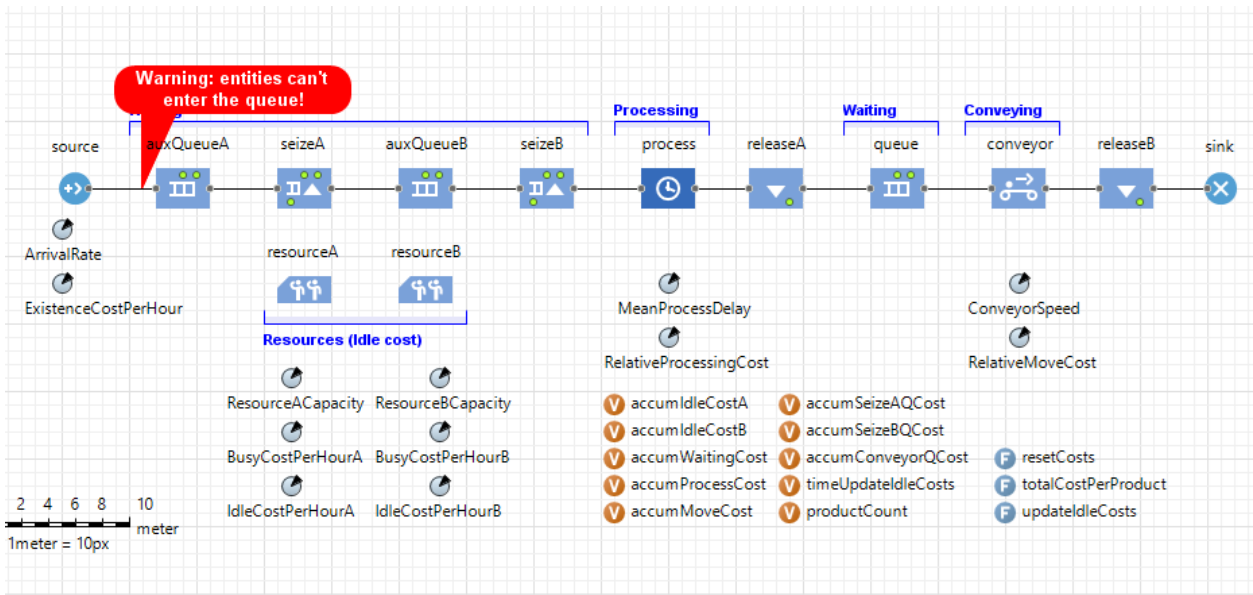 Warning: entities can't
enter the queue!
Processing
Waiting
Conveying
source
auxQueueA
seizeA
auxQueueB
seizeB
process
releaseA
queue
conveyor
releaseB
sink
ArrivalRate
resourceA
resourceB
ExistenceCostPerHour
MeanProcessDelay
ConveyorSpeed
Resources (Idle cost)
RelativeProcessingCost
RelativeMoveCost
ResourceACapacity
ResourceBCapacity
V accumIdleCostA
V accumSeizeAQCost
V accumIdleCostB
V accumSeizeBQCost
BusyCostPerHourA
BusyCostPerHourB
V accumWaitingCost
V accumConveyorQCost
F resetCosts
V accumProcessCost
V timeUpdateIdleCosts
F totalCostPerProduct
IdleCostPerHourA
IdleCostPerHourB
V accumMoveCost
V productCount
F updateIdleCosts
2 4 6 8 10
meter
1meter = 10px